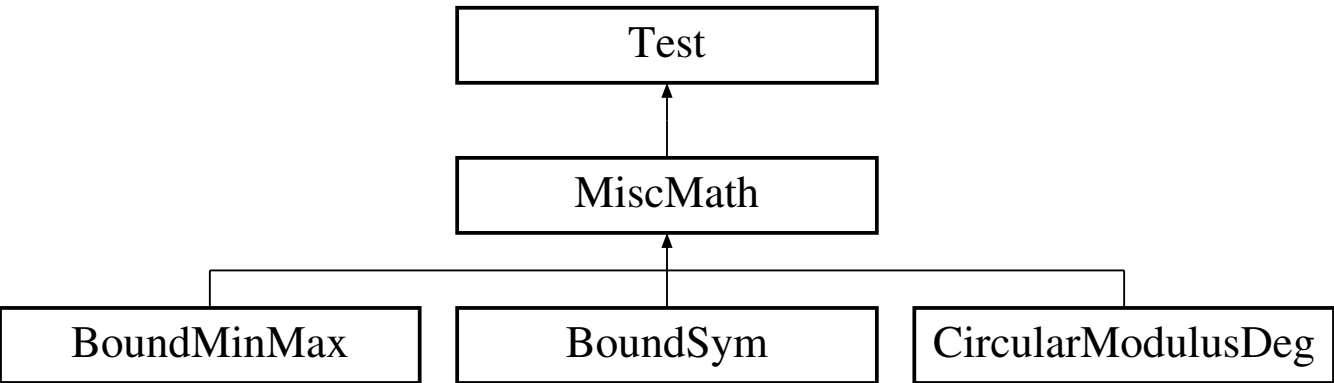 Test
MiscMath
BoundMinMax
BoundSym
CircularModulusDeg